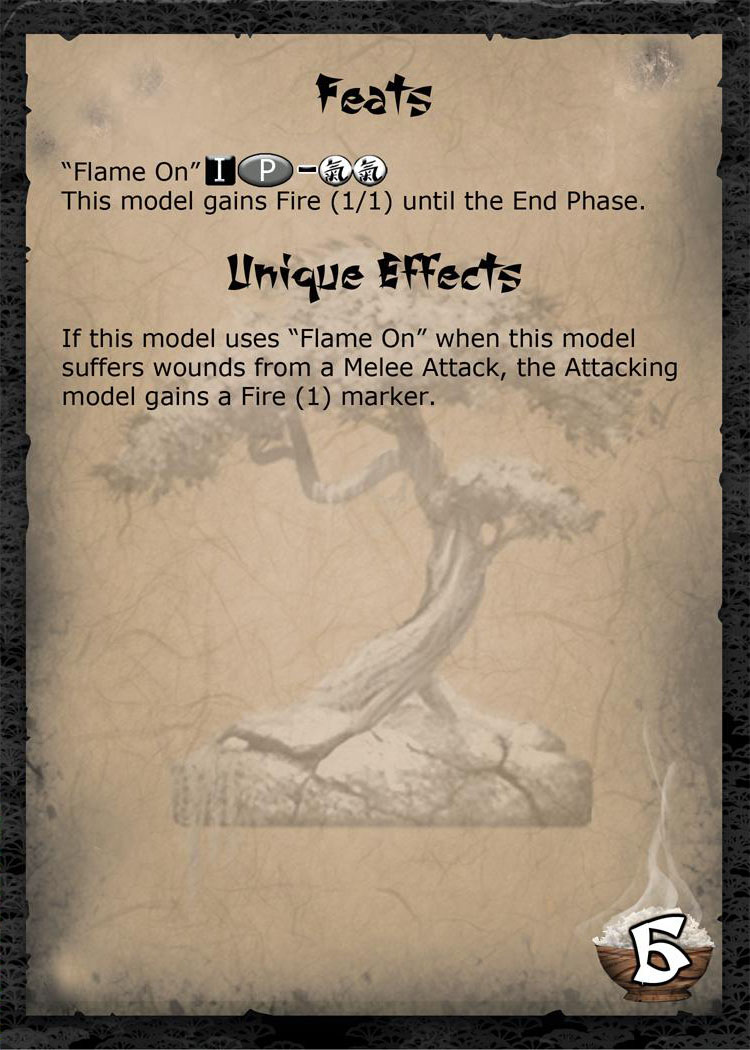 Feats
“Flame On” I P -氣氣
This model gains Fire (1/1) until the End Phase.
Unique Effects
If this model uses “Flame On” when this model
suffers wounds from a Melee Attack, the Attacking
model gains a Fire (1) marker.
5